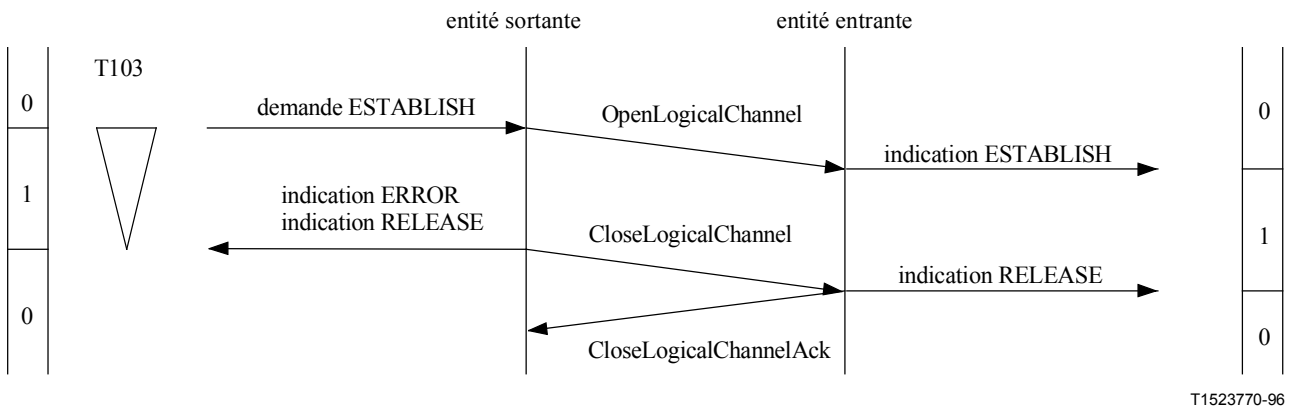 entité sortante
entité entrante
T103
0
demande ESTABLISH
OpenLogicalChannel
0
indication ESTABLISH
1
indication ERROR
indication RELEASE
CloseLogicalChannel
1
indication RELEASE
0
CloseLogicalChannelAck
0
T1523770-96